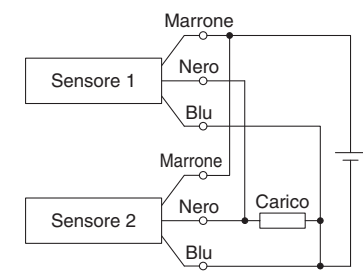 Marrone
Sensore 1
Nero
Blu
Marrone
Sensore 2
Nero
Carico
Blu